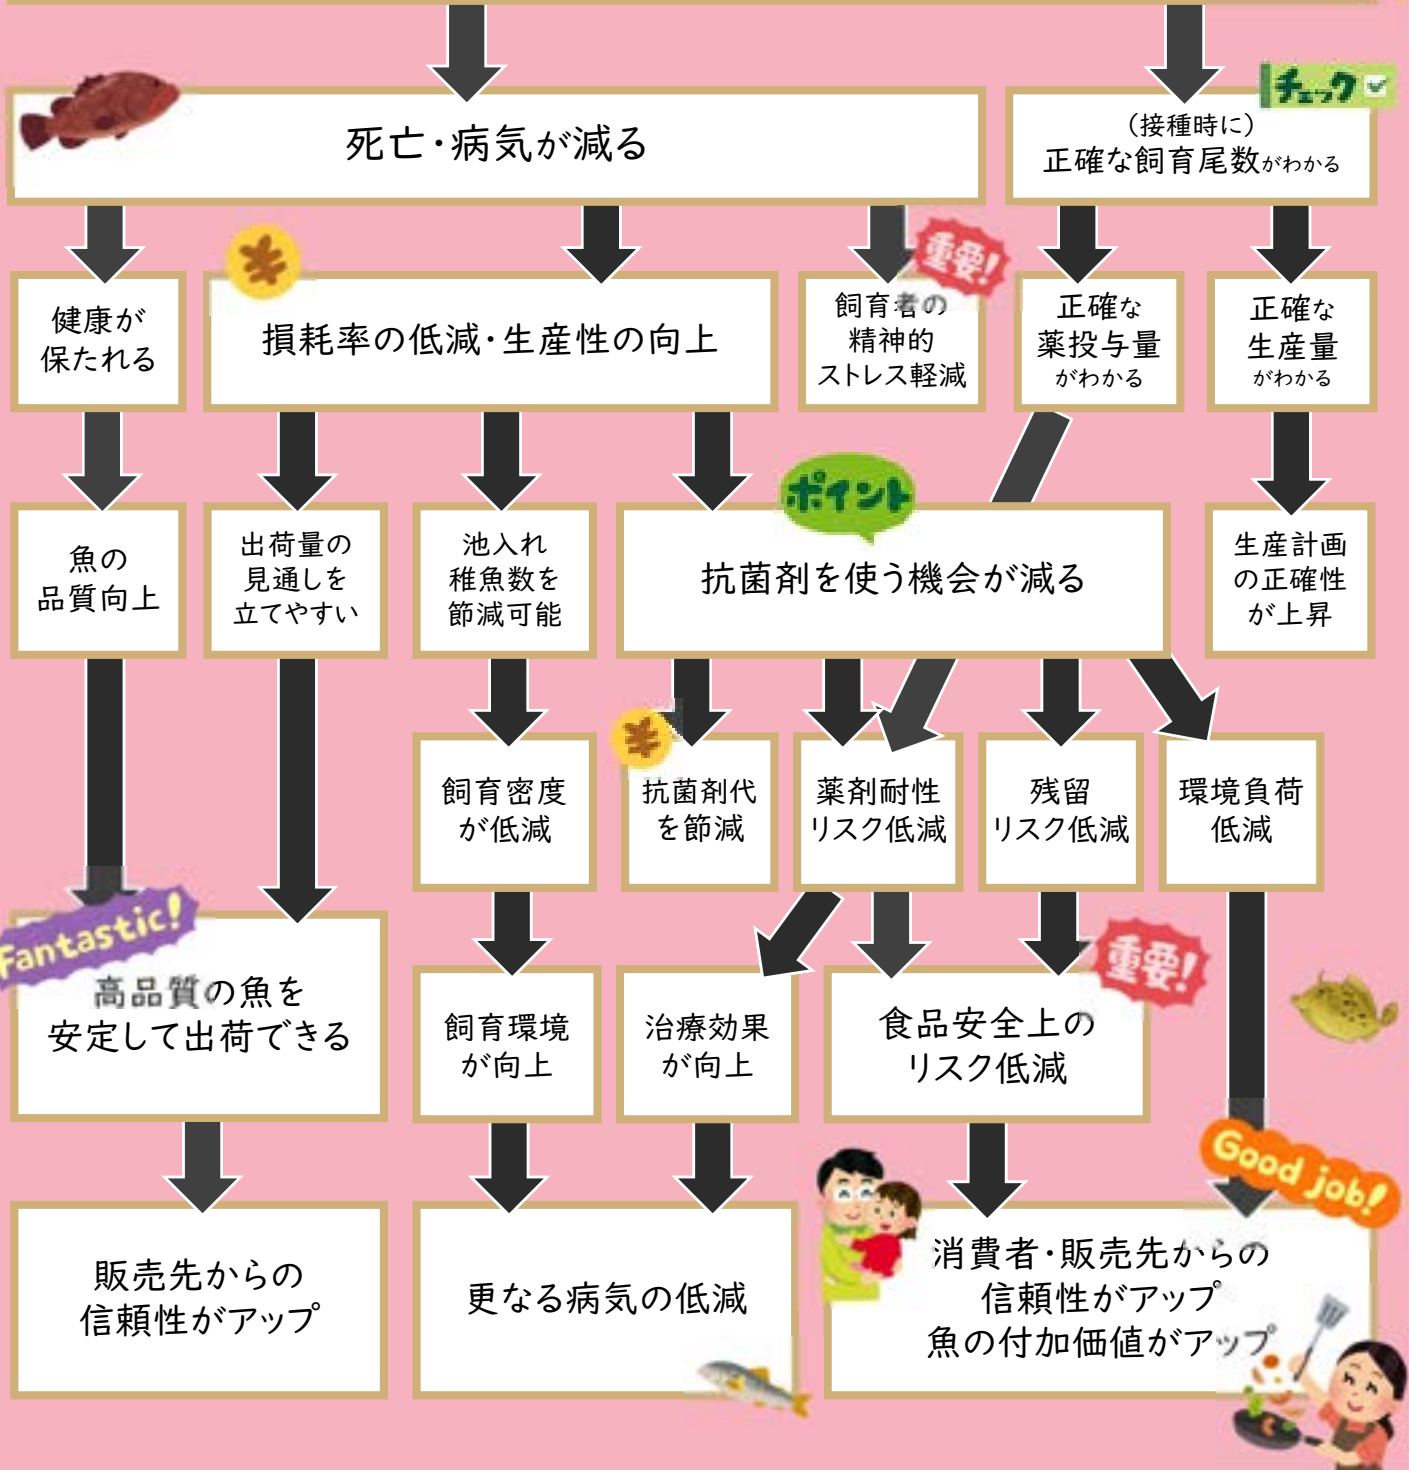 チェック
死亡・病気が減る
(接種時に)
正確な飼育尾数がわかる
重要!
健康が
保たれる
損耗率の低減・生産性の向上
飼育者の
精神的
ストレス軽減
正確な
薬投与量
がわかる
正確な
生産量
がわかる
ポイント
魚の
品質向上
出荷量の
見通しを
立てやすい
池入れ
稚魚数を
節減可能
抗菌剤を使う機会が減る
生産計画
の正確性
が上昇
飼育密度
が低減
抗菌剤代
を節減
薬剤耐性
リスク低減
残留
リスク低減
環境負荷
低減
Fantastic!
高品質の魚を
安定して出荷できる
飼育環境
が向上
治療効果
が向上
重要!
食品安全上の
リスク低減
Good job!
販売先からの
信頼性がアップ
更なる病気の低減
消費者・販売先からの
信頼性がアップ
魚の付加価値がアップ